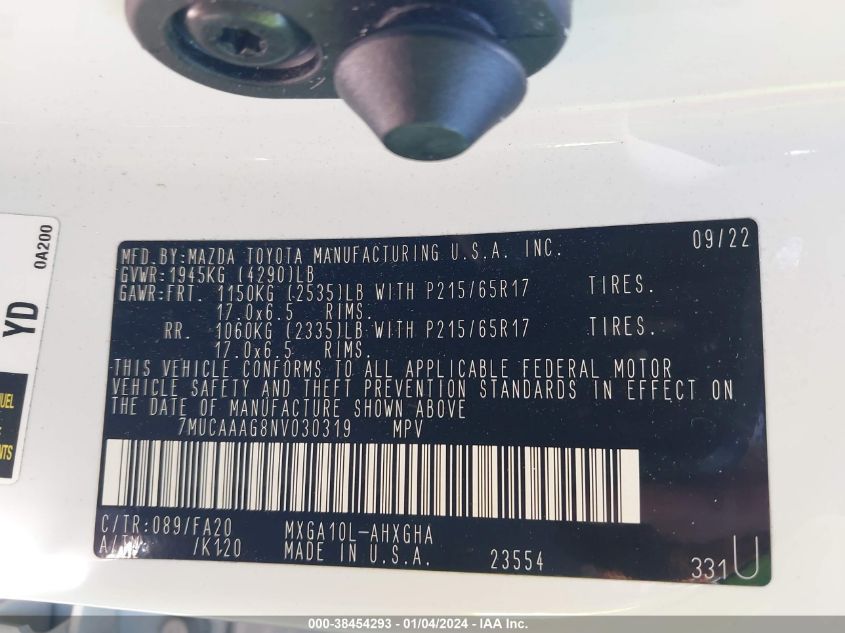 MFD.BY:MAZDA TOYOTA MANUFACTURING U.S.A. INC. 09/22
GVWR:1945KG (4290)LB
GAWR:FRT. 1150KG (2535)LB WITH P215/65R17 TIRES.
17.0x6.5 RIMS.
RR. 1060KG (2335)LB WITH P215/65R17 TIRES.
17.0x6.5 RIMS.
THIS VEHICLE CONFORMS TO ALL APPLICABLE FEDERAL MOTOR
VEHICLE SAFETY AND THEFT PREVENTION STANDARDS IN EFFECT ON
THE DATE OF MANUFACTURE SHOWN ABOVE
7MUCAAAG8NV030319 MPV
C/TR:089/FA20 MXGA10L-AHXGHA
A/TM /K120 MADE IN U.S.A. 23554 331U
0A200
YD
000-38454293 - 01/04/2024 - IAA Inc.